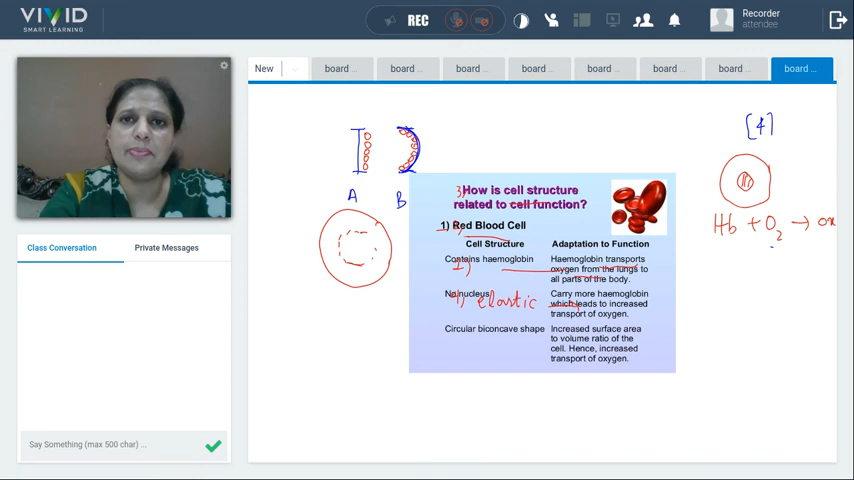 VIVID
SMART LEARNING
REC
Recorder
attendee
New
board ...
board ...
board ...
board ...
board ...
board ...
board ...
board ...
[4]
A
B
3)
How is cell structure
related to cell function?
1) Red Blood Cell
Cell Structure
Adaptation to Function
Contains haemoglobin
Haemoglobin transports
oxygen from the lungs to
all parts of the body.
No nucleus
Carry more haemoglobin
which leads to increased
transport of oxygen.
4) elastic
Circular biconcave shape
Increased surface area
to volume ratio of the
cell. Hence, increased
transport of oxygen.
Hb + O2 → ox
Class Conversation
Private Messages
Say Something (max 500 char) ...